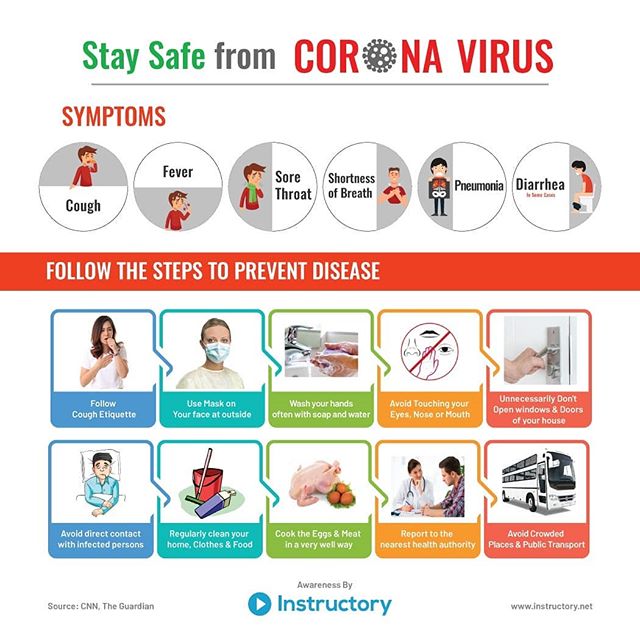 Stay Safe from CORONA VIRUS
SYMPTOMS
Cough
Fever
Sore
Throat
Shortness
of Breath
Pneumonia
Diarrhea
In Some Cases
FOLLOW THE STEPS TO PREVENT DISEASE
Follow
Cough Etiquette
Use Mask on
Your face at outside
Wash your hands
often with soap and water
Avoid Touching your
Eyes, Nose or Mouth
Unnecessarily Don't
Open windows & Doors
of your house
Avoid direct contact
with infected persons
Regularly clean your
home, Clothes & Food
Cook the Eggs & Meat
in a very well way
Report to the
nearest health authority
Avoid Crowded
Places & Public Transport
Awareness By
Source: CNN, The Guardian
Instructory
www.instructory.net